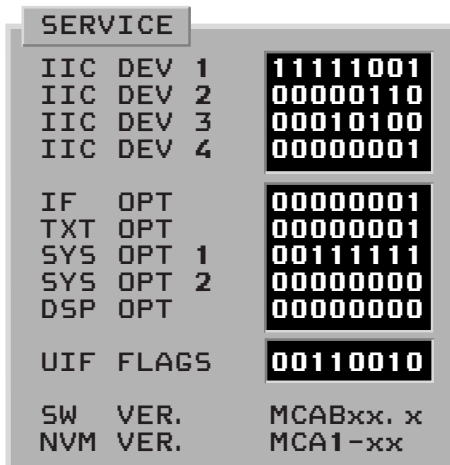 SERVICE
IIC DEV 1 11111001
IIC DEV 2 00000110
IIC DEV 3 00010100
IIC DEV 4 00000001
IF OPT 00000001
TXT OPT 00000001
SYS OPT 1 00111111
SYS OPT 2 00000000
DSP OPT 00000000
UIF FLAGS 00110010
SW VER. MCABxx. x
NVM VER. MCA1-xx